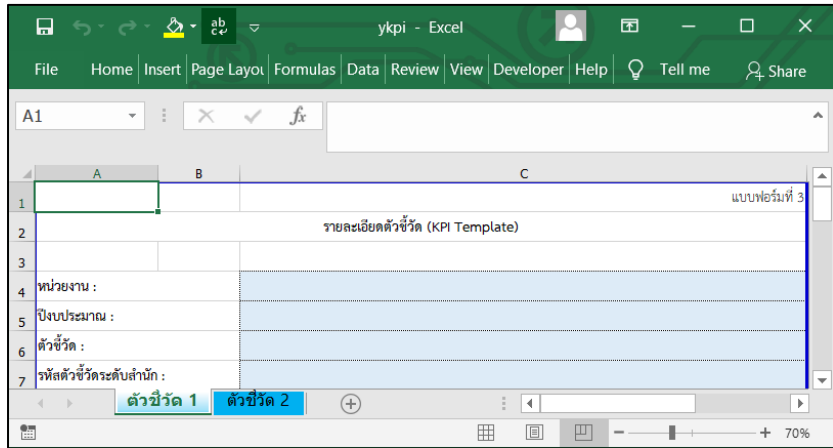 ab
c
ykpi - Excel
File Home Insert Page Layou Formulas Data Review View Developer Help Tell me Share
A1 fx
A B C
1 แบบฟอร์มที่ 3
2 รายละเอียดตัวชี้วัด (KPI Template)
3
4 หน่วยงาน :
5 ปีงบประมาณ :
6 ตัวชี้วัด :
7 รหัสตัวชี้วัดระดับสำนัก :
ตัวชี้วัด 1 ตัวชี้วัด 2
70%